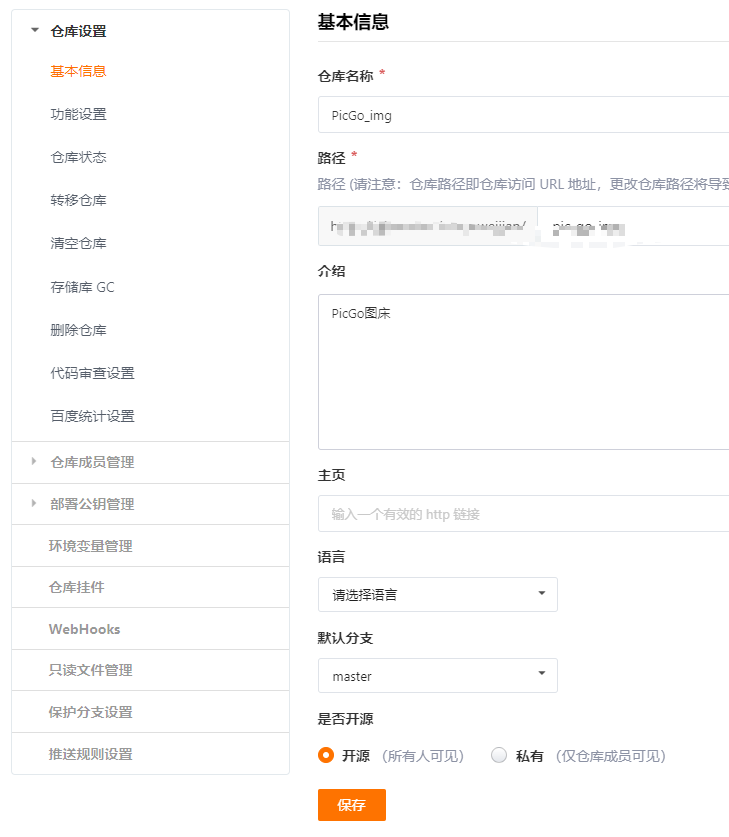 仓库设置
基本信息
功能设置
仓库状态
转移仓库
清空仓库
存储库 GC
删除仓库
代码审查设置
百度统计设置
仓库成员管理
部署公钥管理
环境变量管理
仓库挂件
WebHooks
只读文件管理
保护分支设置
推送规则设置
基本信息
仓库名称 *
PicGo_img
路径 *
路径 (请注意：仓库路径即仓库访问 URL 地址，更改仓库路径将导致
介绍
PicGo图床
主页
输入一个有效的 http 链接
语言
请选择语言
默认分支
master
是否开源
开源 （所有人可见） 私有 （仅仓库成员可见）
保存